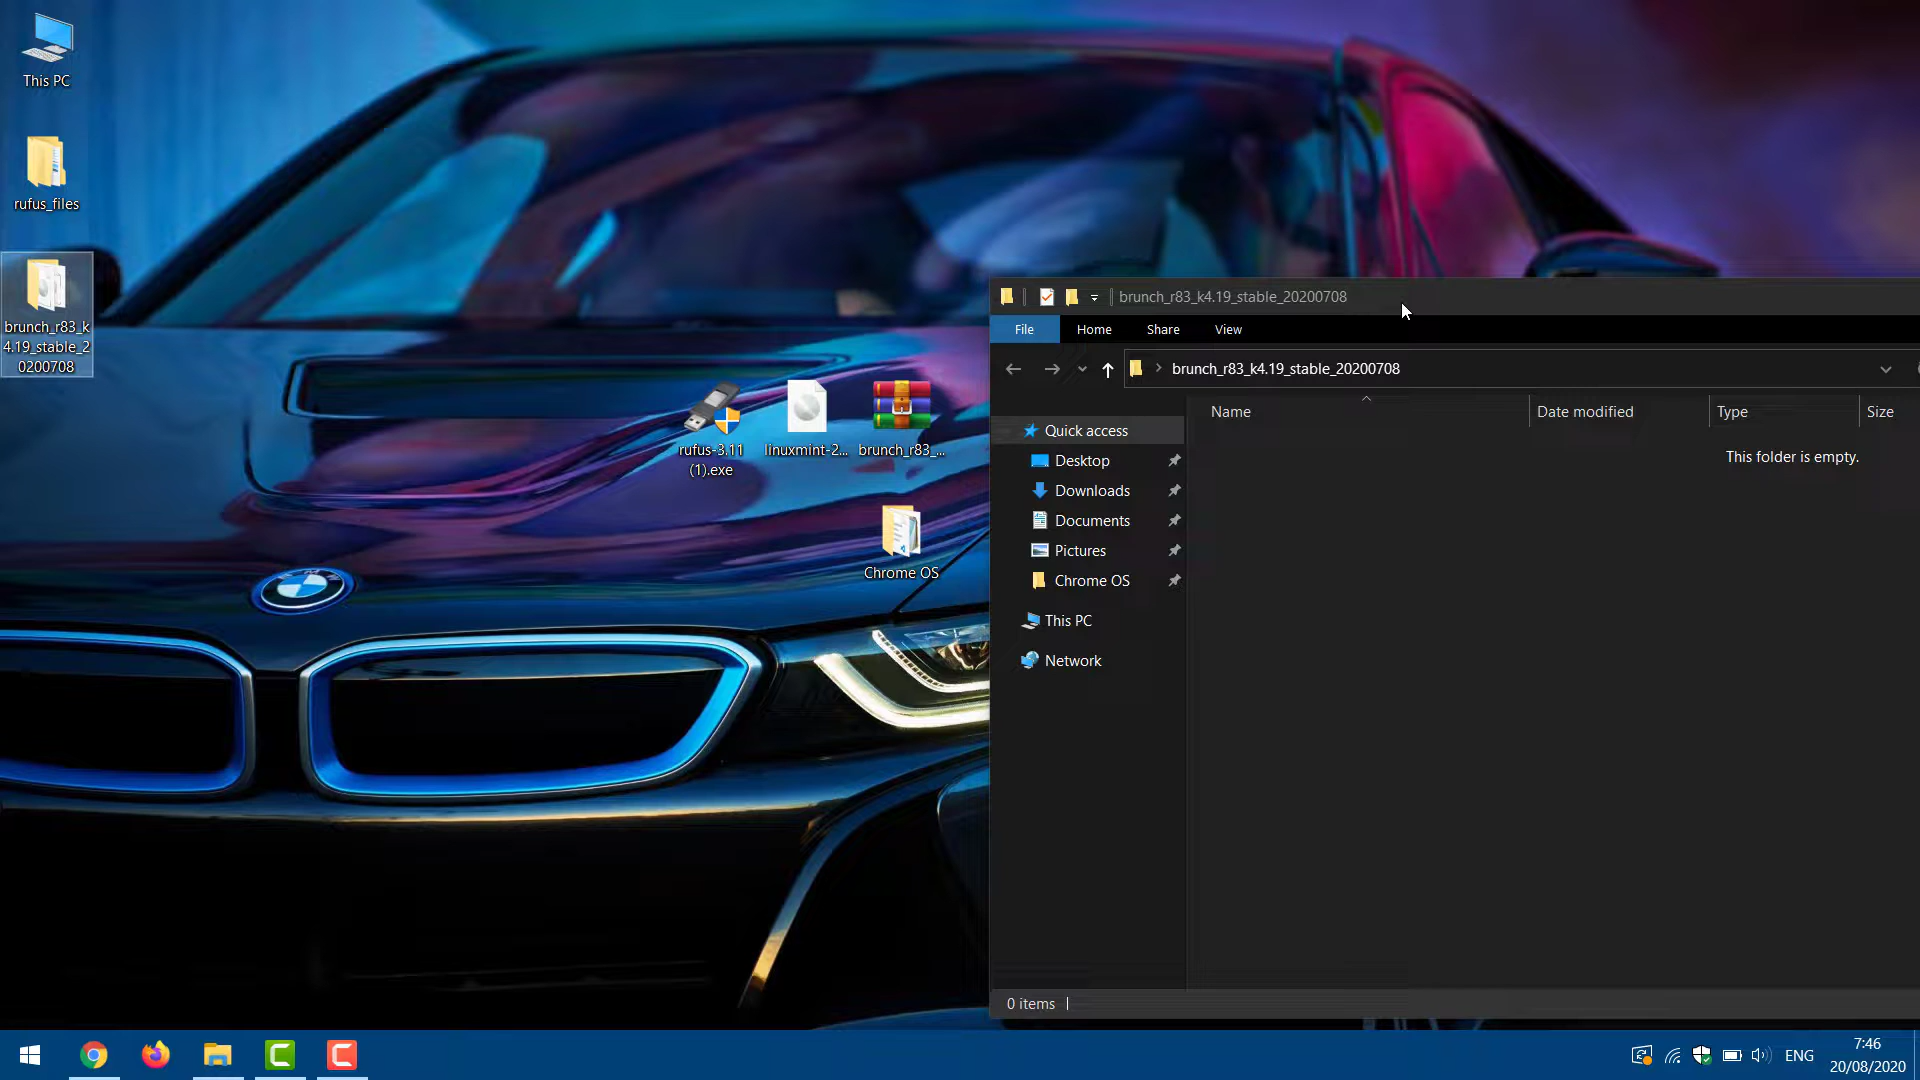 This PC
rufus_files
brunch_r83_k
4.19_stable_2
0200708
rufus-3.11
(1).exe
linuxmint-2...
brunch_r83_...
Chrome OS
brunch_r83_k4.19_stable_20200708
File Home Share View
brunch_r83_k4.19_stable_20200708
Name Date modified Type Size
This folder is empty.
Quick access
Desktop
Downloads
Documents
Pictures
Chrome OS
This PC
Network
0 items
ENG
7:46
20/08/2020